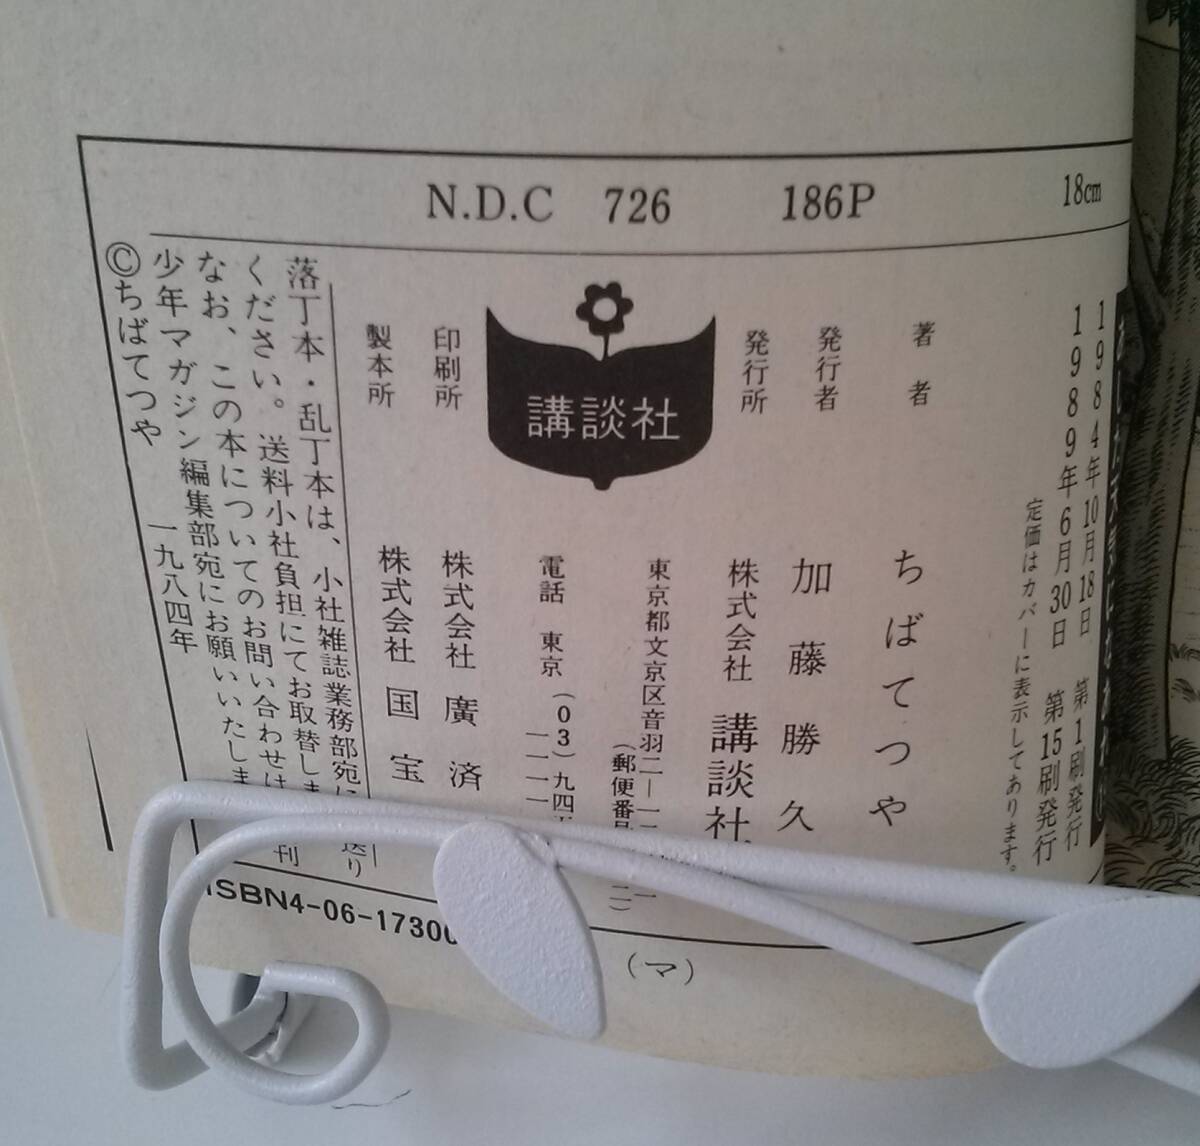 N.D.C 726 186P 18cm
1984年10月18日 第1刷発行
1989年6月30日 第15刷発行
定価はカバーに表示してあります。
著者 ちばてつや
発行者 加藤勝久
発行所 株式会社 講談社
東京都文京区音羽二―一
(郵便番
電話 東京 (03)九四
講談社
印刷所 株式会社 廣済
製本所 株式会社 国宝
落丁本・乱丁本は、小社雑誌業務部宛に 送り
ください。送料小社負担にてお取替しま
なお、この本についてのお問い合わせは 刊
少年マガジン編集部宛にお願いいたしま
©ちばてつや 一九八四年
ISBN4-06-1730
(マ)